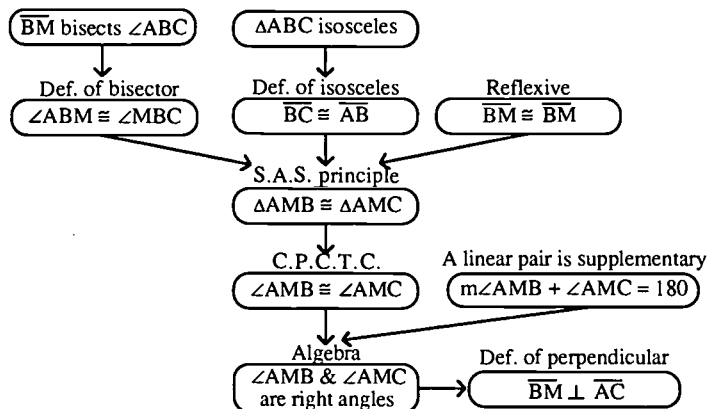 BM bisects ∠ABC
ΔABC isosceles
Def. of bisector
Def. of isosceles
Reflexive
∠ABM ≅ ∠MBC
BC ≅ AB
BM ≅ BM
S.A.S. principle
ΔAMB ≅ ΔAMC
C.P.C.T.C.
A linear pair is supplementary
∠AMB ≅ ∠AMC
m∠AMB + ∠AMC = 180
Algebra
Def. of perpendicular
∠AMB & ∠AMC
are right angles
BM ⊥ AC